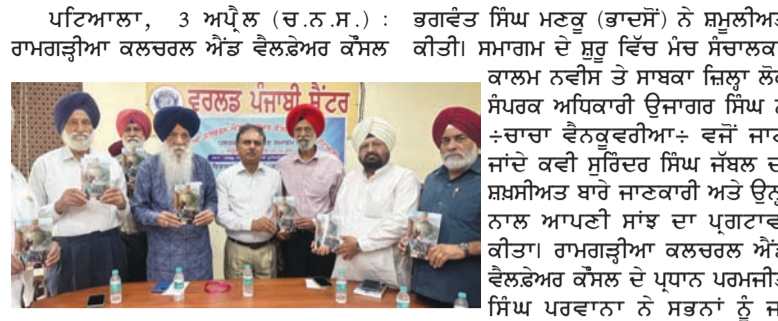 ਪਟਿਆਲਾ, 3 ਅਪ੍ਰੈਲ (ਚ.ਨ.ਸ.) :
ਰਾਮਗੜ੍ਹੀਆ ਕਲਚਰਲ ਐਂਡ ਵੈਲਫ਼ੇਅਰ ਕੌਂਸਲ
ਵਰਲਡ ਪੰਜਾਬੀ ਸੈਂਟਰ
ਭਗਵੰਤ ਸਿੰਘ ਮਣਕੂ (ਭਾਦਸੋਂ) ਨੇ ਸ਼ਮੂਲੀਅਤ
ਕੀਤੀ। ਸਮਾਗਮ ਦੇ ਸ਼ੁਰੂ ਵਿੱਚ ਮੰਚ ਸੰਚਾਲਕ
ਕਾਲਮ ਨਵੀਸ ਤੇ ਸਾਬਕਾ ਜ਼ਿਲ੍ਹਾ ਲੋਕ
ਸੰਪਰਕ ਅਧਿਕਾਰੀ ਉਜਾਗਰ ਸਿੰਘ ਨੇ
÷ਚਾਚਾ ਵੈਨਕੂਵਰੀਆ÷ ਵਜੋਂ ਜਾਣੇ
ਜਾਂਦੇ ਕਵੀ ਸੁਰਿੰਦਰ ਸਿੰਘ ਜੱਬਲ ਦੀ
ਸ਼ਖ਼ਸੀਅਤ ਬਾਰੇ ਜਾਣਕਾਰੀ ਅਤੇ ਉਨ੍ਹਾਂ
ਨਾਲ ਆਪਣੀ ਸਾਂਝ ਦਾ ਪ੍ਰਗਟਾਵਾ
ਕੀਤਾ। ਰਾਮਗੜ੍ਹੀਆ ਕਲਚਰਲ ਐਂਡ
ਵੈਲਫ਼ੇਅਰ ਕੌਂਸਲ ਦੇ ਪ੍ਰਧਾਨ ਪਰਮਜੀਤ
ਸਿੰਘ ਪਰਵਾਨਾ ਨੇ ਸਭਨਾਂ ਨੂੰ